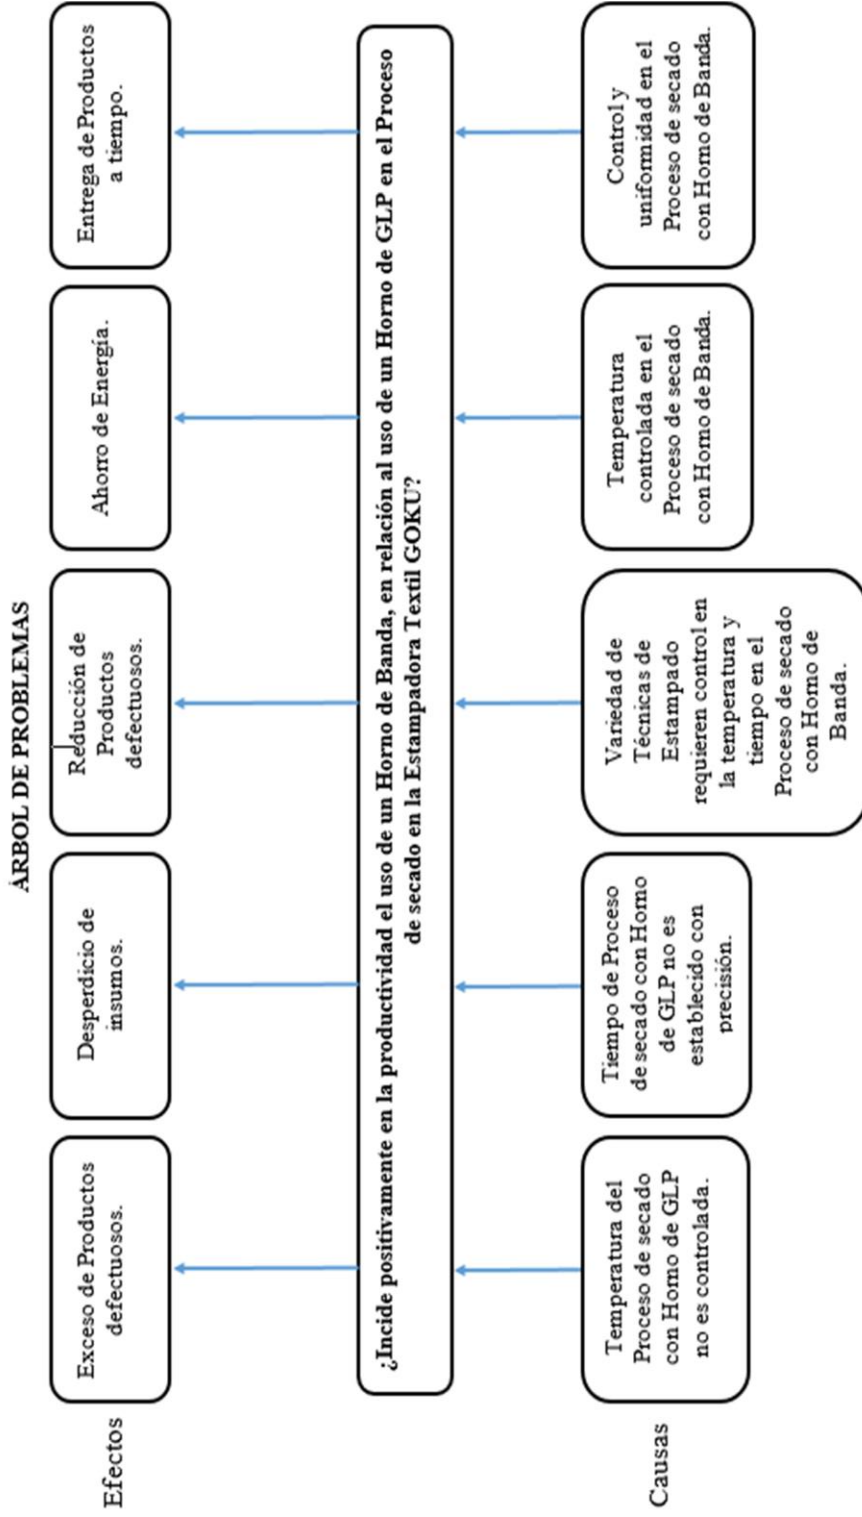 ÁRBOL DE PROBLEMAS
Efectos
Exceso de Productos
defectuosos.
Desperdicio de
insumos.
Reducción de
Productos
defectuosos.
Ahorro de Energía.
Entrega de Productos
a tiempo.
¿Incide positivamente en la productividad el uso de un Horno de Banda, en relación al uso de un Horno de GLP en el Proceso
de secado en la Estampadora Textil GOKU?
Causas
Temperatura del
Proceso de secado
con Horno de GLP
no es controlada.
Tiempo de Proceso
de secado con Horno
de GLP no es
establecido con
precisión.
Variedad de
Técnicas de
Estampado
requieren control en
la temperatura y
tiempo en el
Proceso de secado
con Horno de
Banda.
Temperatura
controlada en el
Proceso de secado
con Horno de Banda.
Control y
uniformidad en el
Proceso de secado
con Horno de Banda.